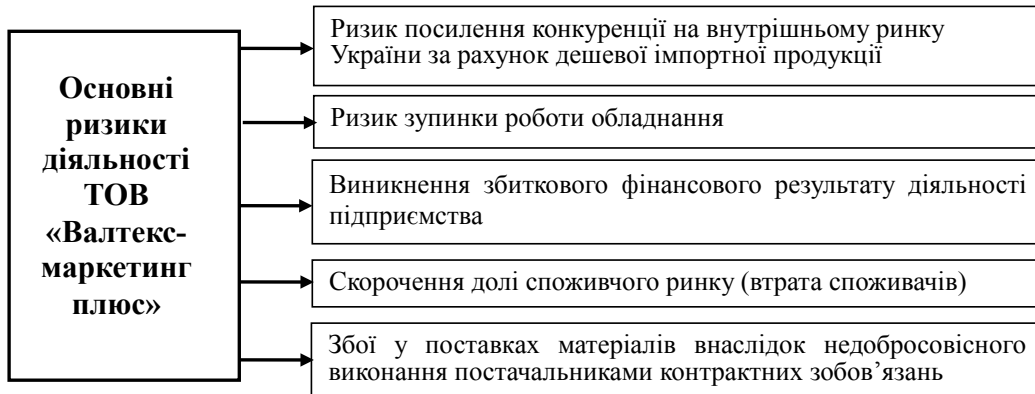 Основні
ризики
діяльності
ТОВ
«Валтекс-
маркетинг
плюс»
Ризик посилення конкуренції на внутрішньому ринку
України за рахунок дешевої імпортної продукції
Ризик зупинки роботи обладнання
Виникнення збиткового фінансового результату діяльності
підприємства
Скорочення долі споживчого ринку (втрата споживачів)
Збої у поставках матеріалів внаслідок недобросовісного
виконання постачальниками контрактних зобов’язань